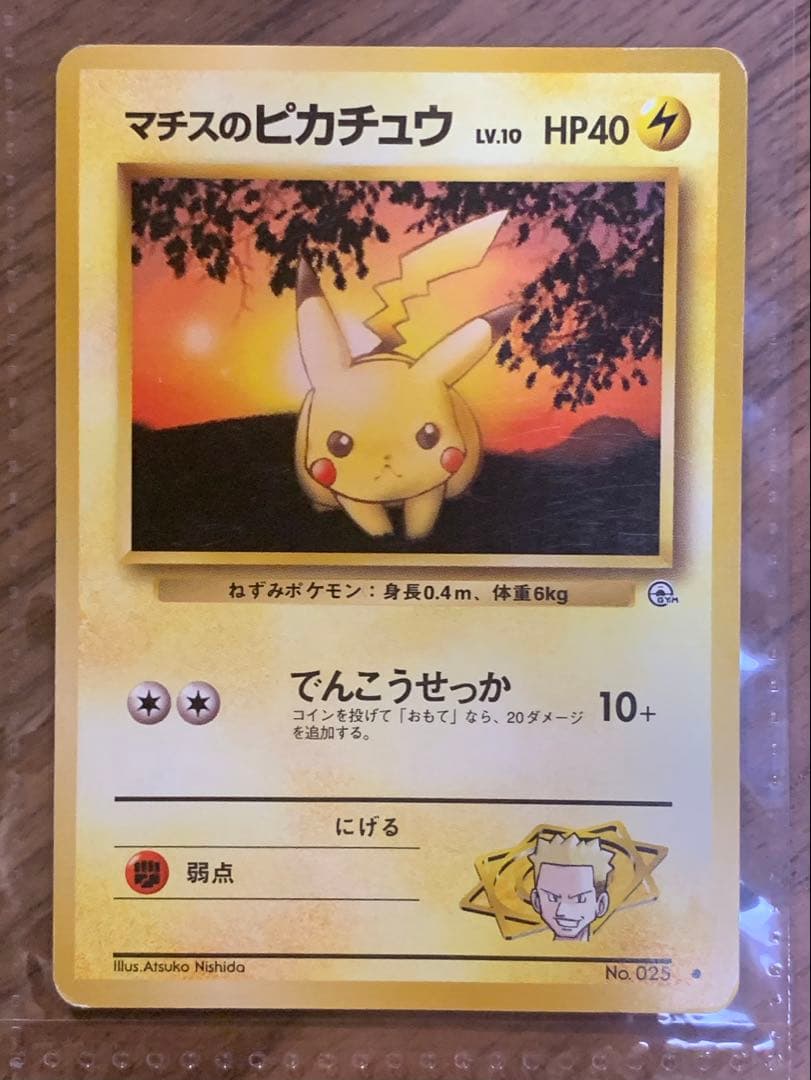 マチスのピカチュウ LV.10 HP40
ねずみポケモン：身長0.4m、体重6kg
GYM
でんこうせっか 10+
コインを投げて「おもて」なら、20ダメージ
を追加する。
にげる
弱点
Illus.Atsuko Nishida No. 025